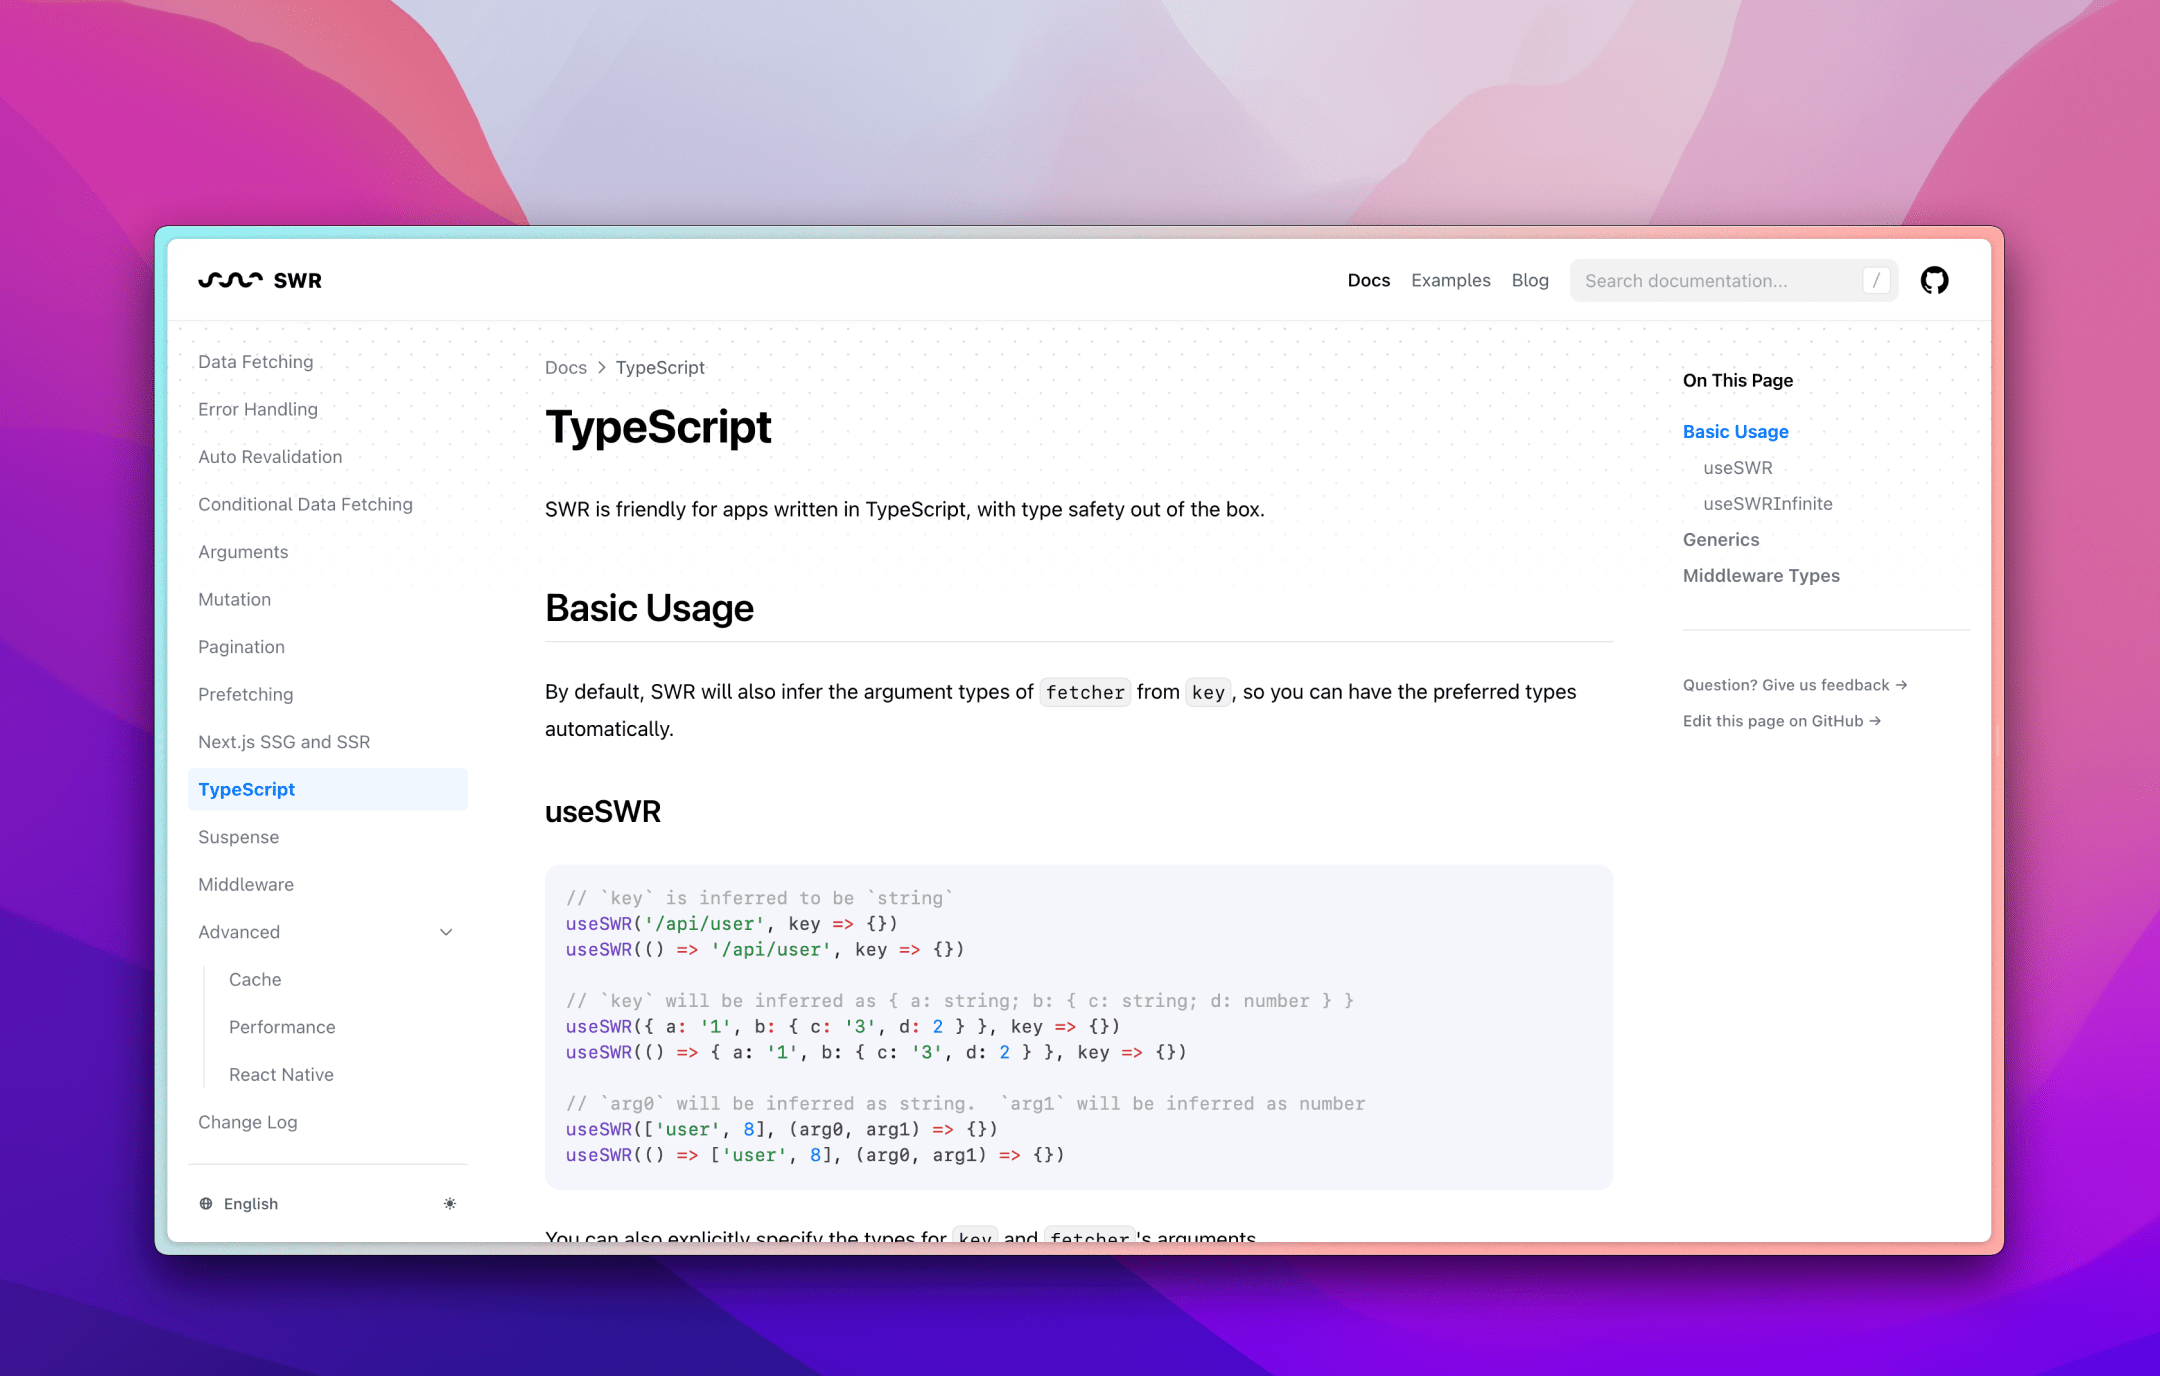 SWR
Docs
Examples
Blog
Search documentation...
/
Data Fetching
Error Handling
Auto Revalidation
Conditional Data Fetching
Arguments
Mutation
Pagination
Prefetching
Next.js SSG and SSR
TypeScript
Suspense
Middleware
Advanced
Cache
Performance
React Native
Change Log
English
Docs > TypeScript
TypeScript
SWR is friendly for apps written in TypeScript, with type safety out of the box.
Basic Usage
By default, SWR will also infer the argument types of fetcher from key, so you can have the preferred types
automatically.
useSWR
// `key` is inferred to be `string`
useSWR('/api/user', key => {})
useSWR(() => '/api/user', key => {})
// `key` will be inferred as { a: string; b: { c: string; d: number } }
useSWR({ a: '1', b: { c: '3', d: 2 } }, key => {})
useSWR(() => { a: '1', b: { c: '3', d: 2 } }, key => {})
// `arg0` will be inferred as string.  `arg1` will be inferred as number
useSWR(['user', 8], (arg0, arg1) => {})
useSWR(() => ['user', 8], (arg0, arg1) => {})
You can also explicitly specify the types for key and fetcher's arguments.
On This Page
Basic Usage
useSWR
useSWRInfinite
Generics
Middleware Types
Question? Give us feedback →
Edit this page on GitHub →